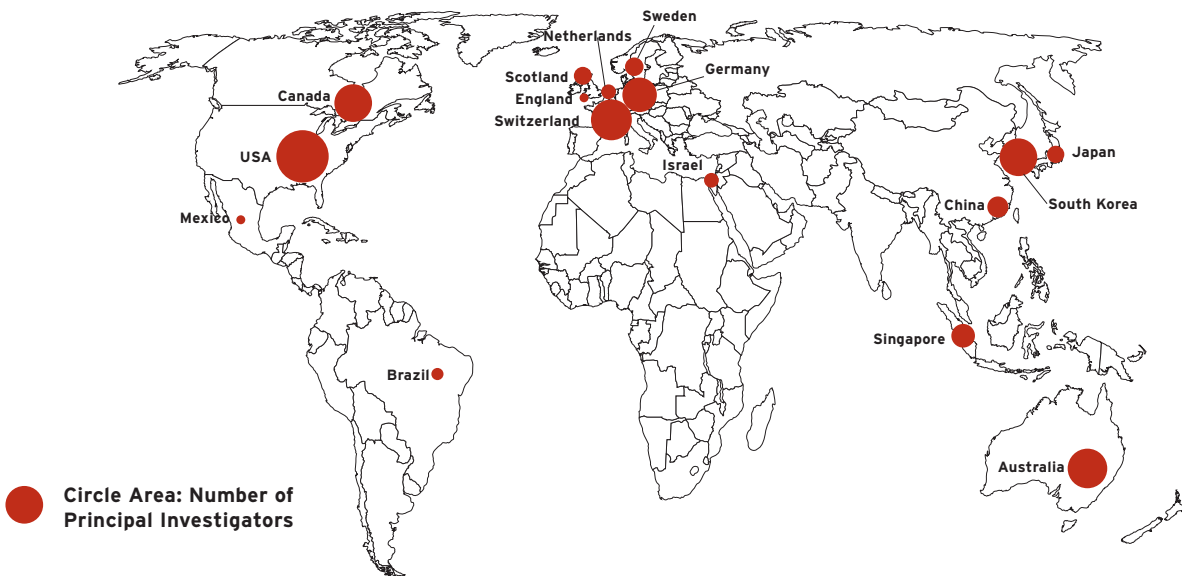 Sweden
Netherlands
Scotland
Germany
Canada
England
Switzerland
USA
Israel
Japan
Mexico
China
South Korea
Singapore
Brazil
Australia
Circle Area: Number of
Principal Investigators